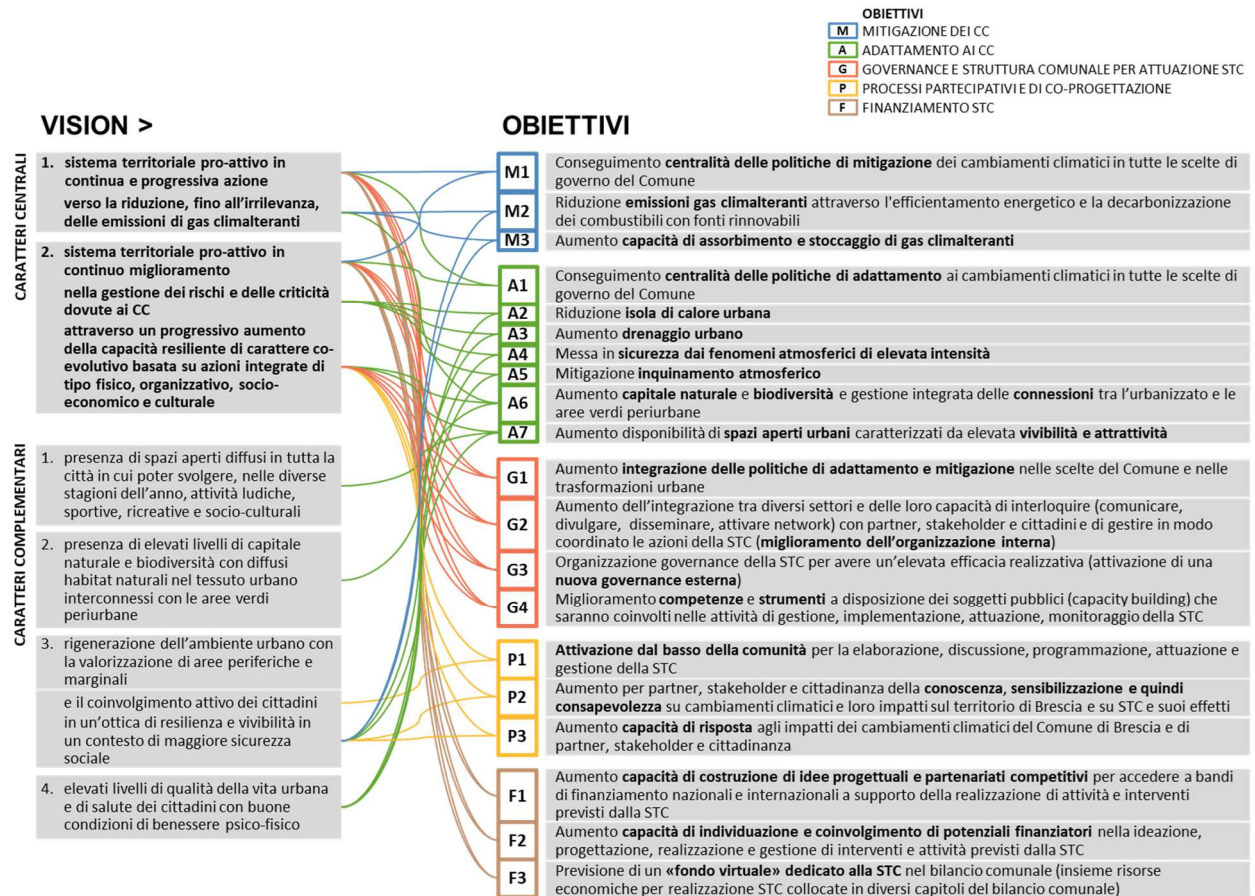 OBIETTIVI
M MITIGAZIONE DEI CC
A ADATTAMENTO AI CC
G GOVERNANCE E STRUTTURA COMUNALE PER ATTUAZIONE STC
P PROCESSI PARTECIPATIVI E DI CO-PROGETTAZIONE
F FINANZIAMENTO STC
VISION >
CARATTERI CENTRALI
1. sistema territoriale pro-attivo in
continua e progressiva azione
verso la riduzione, fino all’irrilevanza,
delle emissioni di gas climalteranti
2. sistema territoriale pro-attivo in
continuo miglioramento
nella gestione dei rischi e delle criticità
dovute ai CC
attraverso un progressivo aumento
della capacità resiliente di carattere co-
evolutivo basata su azioni integrate di
tipo fisico, organizzativo, socio-
economico e culturale
CARATTERI COMPLEMENTARI
1. presenza di spazi aperti diffusi in tutta la
città in cui poter svolgere, nelle diverse
stagioni dell’anno, attività ludiche,
sportive, ricreative e socio-culturali
2. presenza di elevati livelli di capitale
naturale e biodiversità con diffusi
habitat naturali nel tessuto urbano
interconnessi con le aree verdi
periurbane
3. rigenerazione dell’ambiente urbano con
la valorizzazione di aree periferiche e
marginali
e il coinvolgimento attivo dei cittadini
in un’ottica di resilienza e vivibilità in
un contesto di maggiore sicurezza
sociale
4. elevati livelli di qualità della vita urbana
e di salute dei cittadini con buone
condizioni di benessere psico-fisico
OBIETTIVI
M1 Conseguimento centralità delle politiche di mitigazione dei cambiamenti climatici in tutte le scelte di
governo del Comune
M2 Riduzione emissioni gas climalteranti attraverso l'efficientamento energetico e la decarbonizzazione
dei combustibili con fonti rinnovabili
M3 Aumento capacità di assorbimento e stoccaggio di gas climalteranti
A1 Conseguimento centralità delle politiche di adattamento ai cambiamenti climatici in tutte le scelte di
governo del Comune
A2 Riduzione isola di calore urbana
A3 Aumento drenaggio urbano
A4 Messa in sicurezza dai fenomeni atmosferici di elevata intensità
A5 Mitigazione inquinamento atmosferico
A6 Aumento capitale naturale e biodiversità e gestione integrata delle connessioni tra l’urbanizzato e le
aree verdi periurbane
A7 Aumento disponibilità di spazi aperti urbani caratterizzati da elevata vivibilità e attrattività
G1 Aumento integrazione delle politiche di adattamento e mitigazione nelle scelte del Comune e nelle
trasformazioni urbane
G2 Aumento dell’integrazione tra diversi settori e delle loro capacità di interloquire (comunicare,
divulgare, disseminare, attivare network) con partner, stakeholder e cittadini e di gestire in modo
coordinato le azioni della STC (miglioramento dell’organizzazione interna)
G3 Organizzazione governance della STC per avere un’elevata efficacia realizzativa (attivazione di una
nuova governance esterna)
G4 Miglioramento competenze e strumenti a disposizione dei soggetti pubblici (capacity building) che
saranno coinvolti nelle attività di gestione, implementazione, attuazione, monitoraggio della STC
P1 Attivazione dal basso della comunità per la elaborazione, discussione, programmazione, attuazione e
gestione della STC
P2 Aumento per partner, stakeholder e cittadinanza della conoscenza, sensibilizzazione e quindi
consapevolezza su cambiamenti climatici e loro impatti sul territorio di Brescia e su STC e suoi effetti
P3 Aumento capacità di risposta agli impatti dei cambiamenti climatici del Comune di Brescia e di
partner, stakeholder e cittadinanza
F1 Aumento capacità di costruzione di idee progettuali e partenariati competitivi per accedere a bandi
di finanziamento nazionali e internazionali a supporto della realizzazione di attività e interventi
previsti dalla STC
F2 Aumento capacità di individuazione e coinvolgimento di potenziali finanziatori nella ideazione,
progettazione, realizzazione e gestione di interventi e attività previsti dalla STC
F3 Previsione di un «fondo virtuale» dedicato alla STC nel bilancio comunale (insieme risorse
economiche per realizzazione STC collocate in diversi capitoli del bilancio comunale)